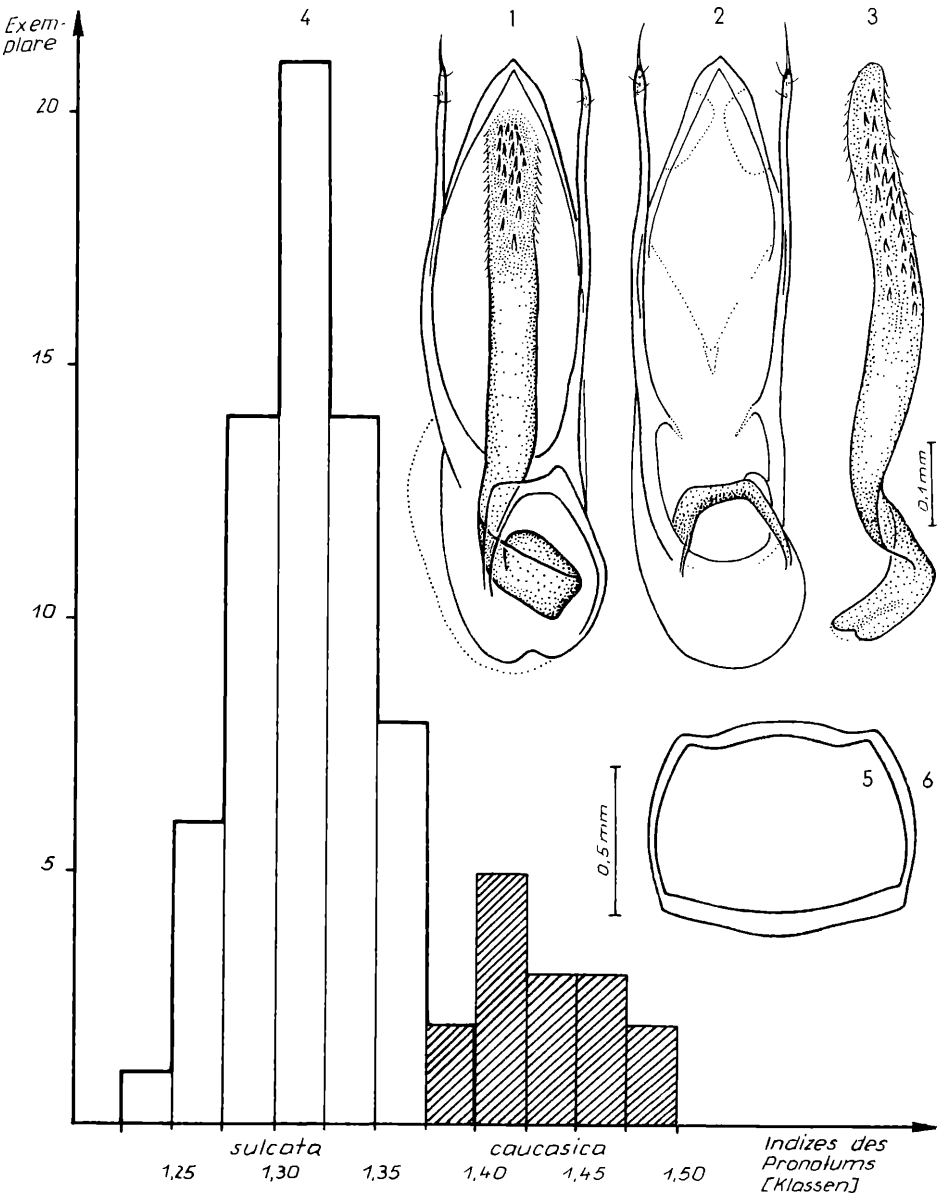 Exem-
plare
4
1
2
3
20
15
10
5
0,1 mm
0,5 mm
5
6
sulcata
caucasica
1,25
1,30
1,35
1,40
1,45
1,50
Indizes des
Pronotums
[Klassen]